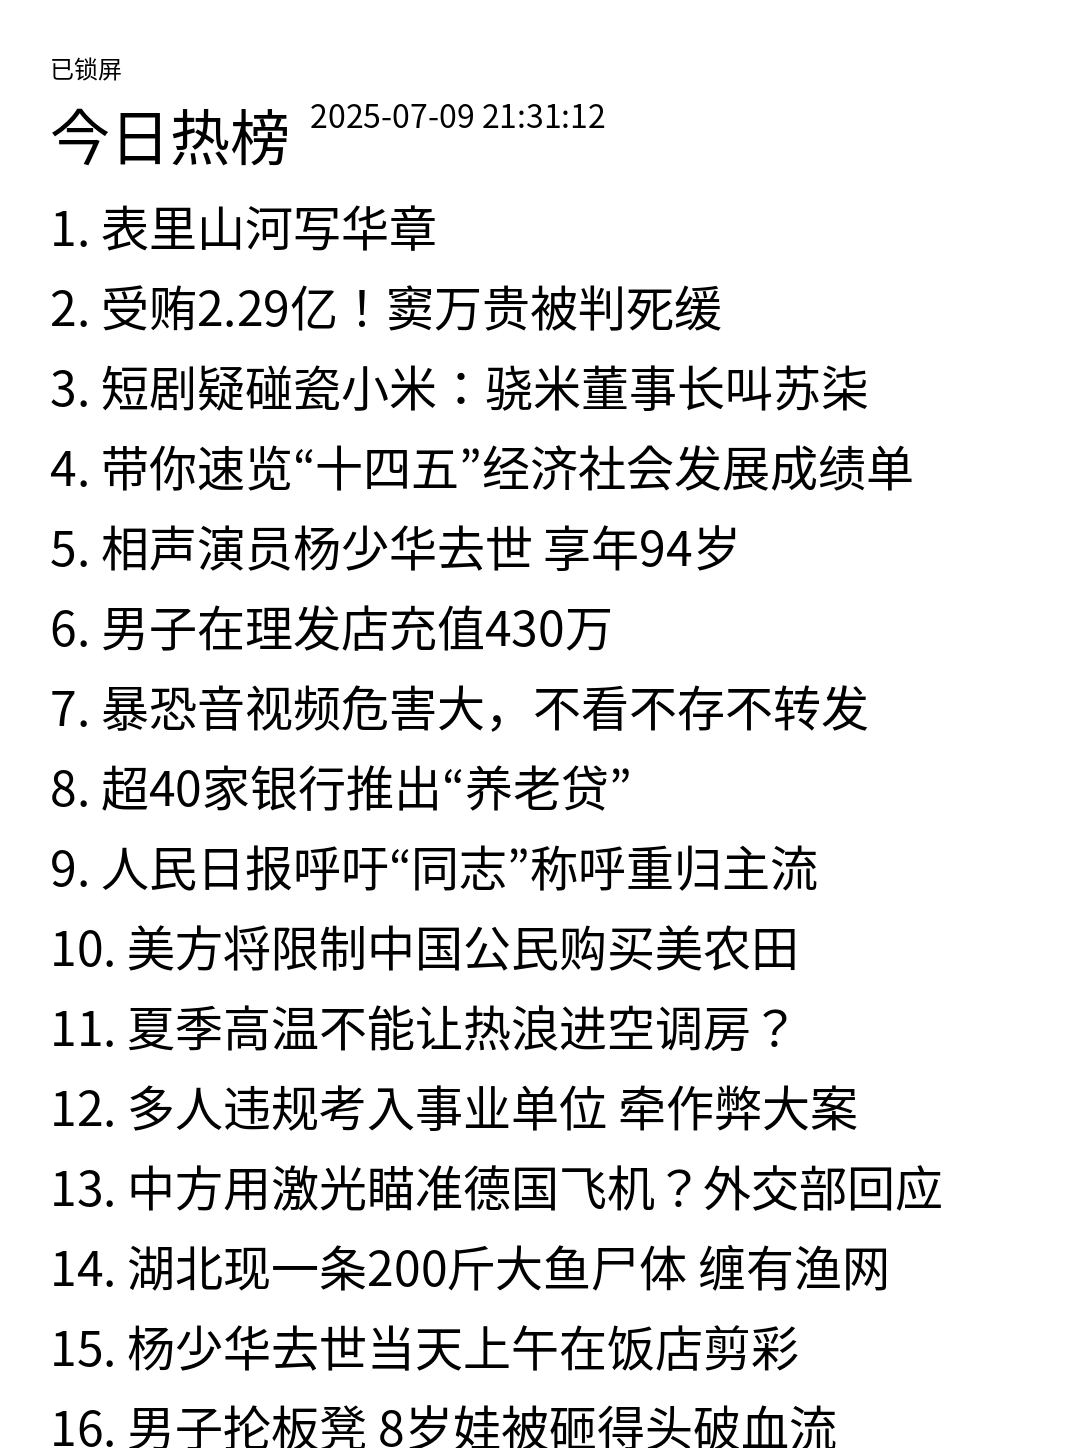 已锁屏
今日热榜 2025-07-09 21:31:12
1. 表里山河写华章
2. 受贿2.29亿！窦万贵被判死缓
3. 短剧疑碰瓷小米：骁米董事长叫苏柒
4. 带你速览“十四五”经济社会发展成绩单
5. 相声演员杨少华去世 享年94岁
6. 男子在理发店充值430万
7. 暴恐音视频危害大，不看不存不转发
8. 超40家银行推出“养老贷”
9. 人民日报呼吁“同志”称呼重归主流
10. 美方将限制中国公民购买美农田
11. 夏季高温不能让热浪进空调房？
12. 多人违规考入事业单位 牵作弊大案
13. 中方用激光瞄准德国飞机？外交部回应
14. 湖北现一条200斤大鱼尸体 缠有渔网
15. 杨少华去世当天上午在饭店剪彩
16. 男子抡板凳 8岁娃被砸得头破血流